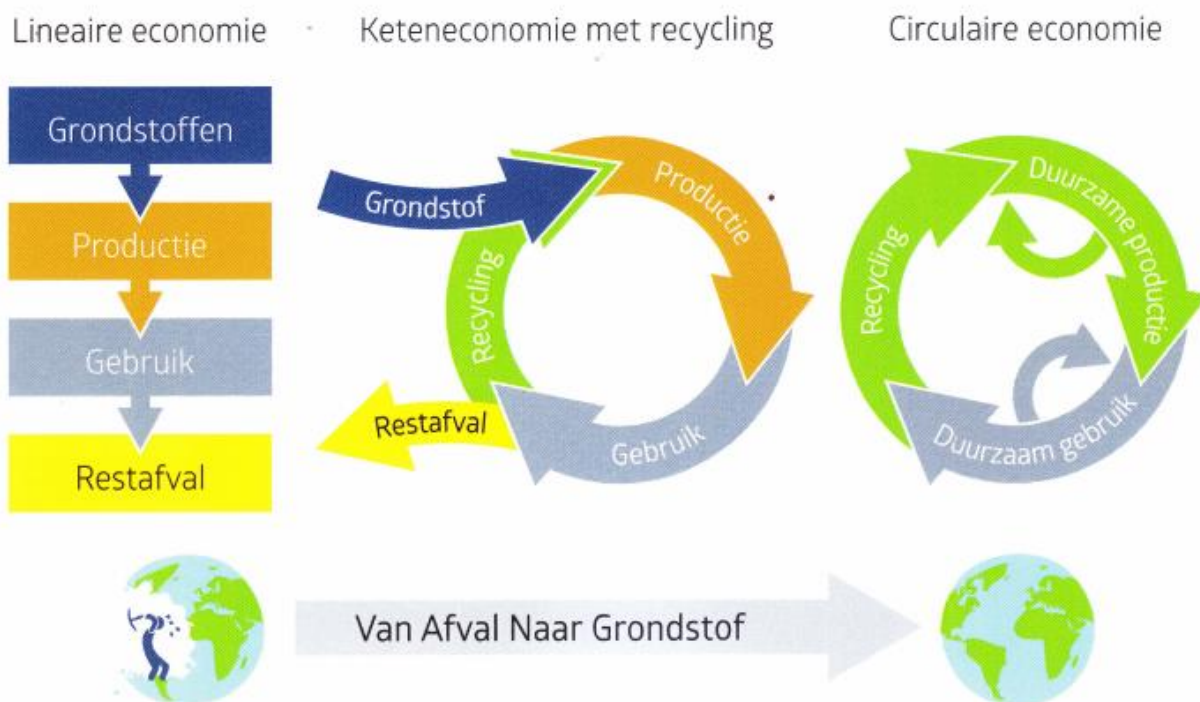 Lineaire economie
Keteneconomie met recycling
Circulaire economie
Grondstoffen
Productie
Gebruik
Restafval
Grondstof
Productie
Recycling
Gebruik
Restafval
Duurzame productie
Recycling
Duurzaam gebruik
Van Afval Naar Grondstof